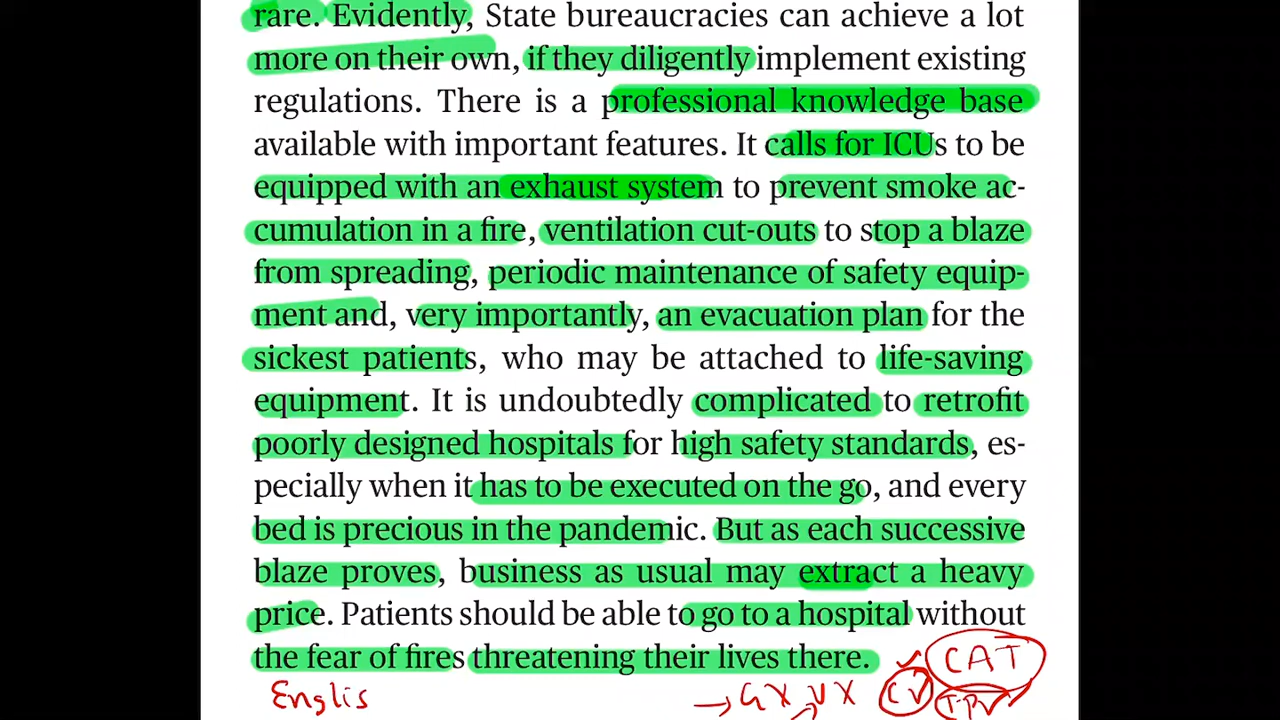 rare. Evidently, State bureaucracies can achieve a lot
more on their own, if they diligently implement existing
regulations. There is a professional knowledge base
available with important features. It calls for ICUs to be
equipped with an exhaust system to prevent smoke ac-
cumulation in a fire, ventilation cut-outs to stop a blaze
from spreading, periodic maintenance of safety equip-
ment and, very importantly, an evacuation plan for the
sickest patients, who may be attached to life-saving
equipment. It is undoubtedly complicated to retrofit
poorly designed hospitals for high safety standards, es-
pecially when it has to be executed on the go, and every
bed is precious in the pandemic. But as each successive
blaze proves, business as usual may extract a heavy
price. Patients should be able to go to a hospital without
the fear of fires threatening their lives there.
CAT
Englis → G X V X